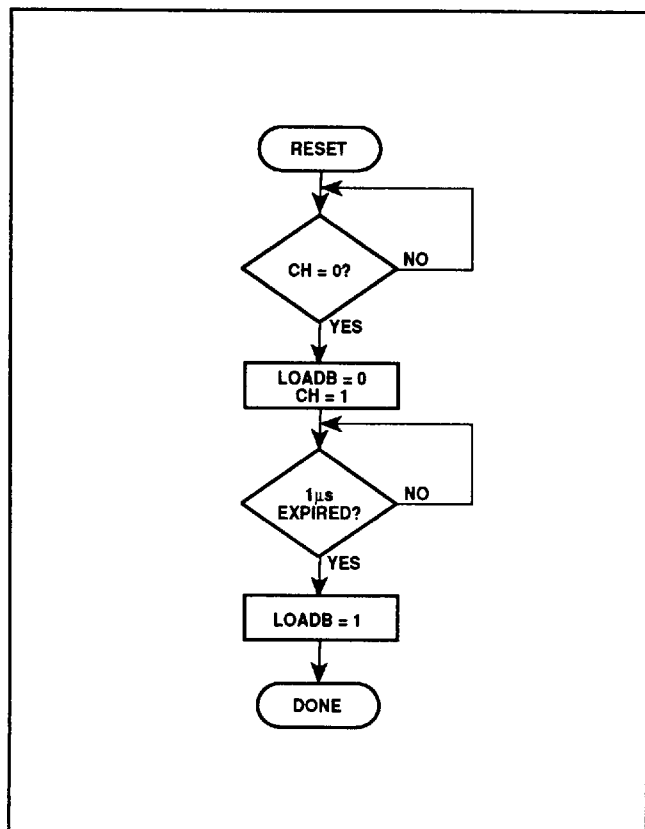 RESET
CH = 0?
NO
YES
LOADB = 0
CH = 1
1µs
EXPIRED?
NO
YES
LOADB = 1
DONE